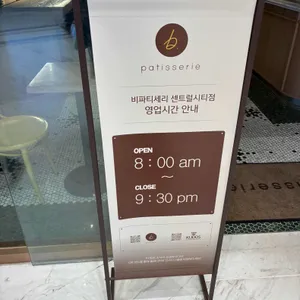 b
patisserie
비파티세리 센트럴시티점
영업시간 안내
OPEN
8 : 00 am
~
CLOSE
9 : 30 pm